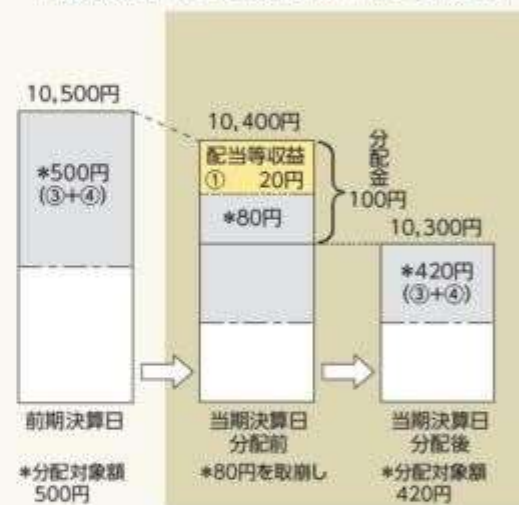 10,500円
*500円
(③+④)
10,400円
配当等収益
① 20円
*80円
分配金
100円
10,300円
*420円
(③+④)
前期決算日
当期決算日
分配前
当期決算日
分配後
*分配対象額
500円
*80円を取崩し
*分配対象額
420円